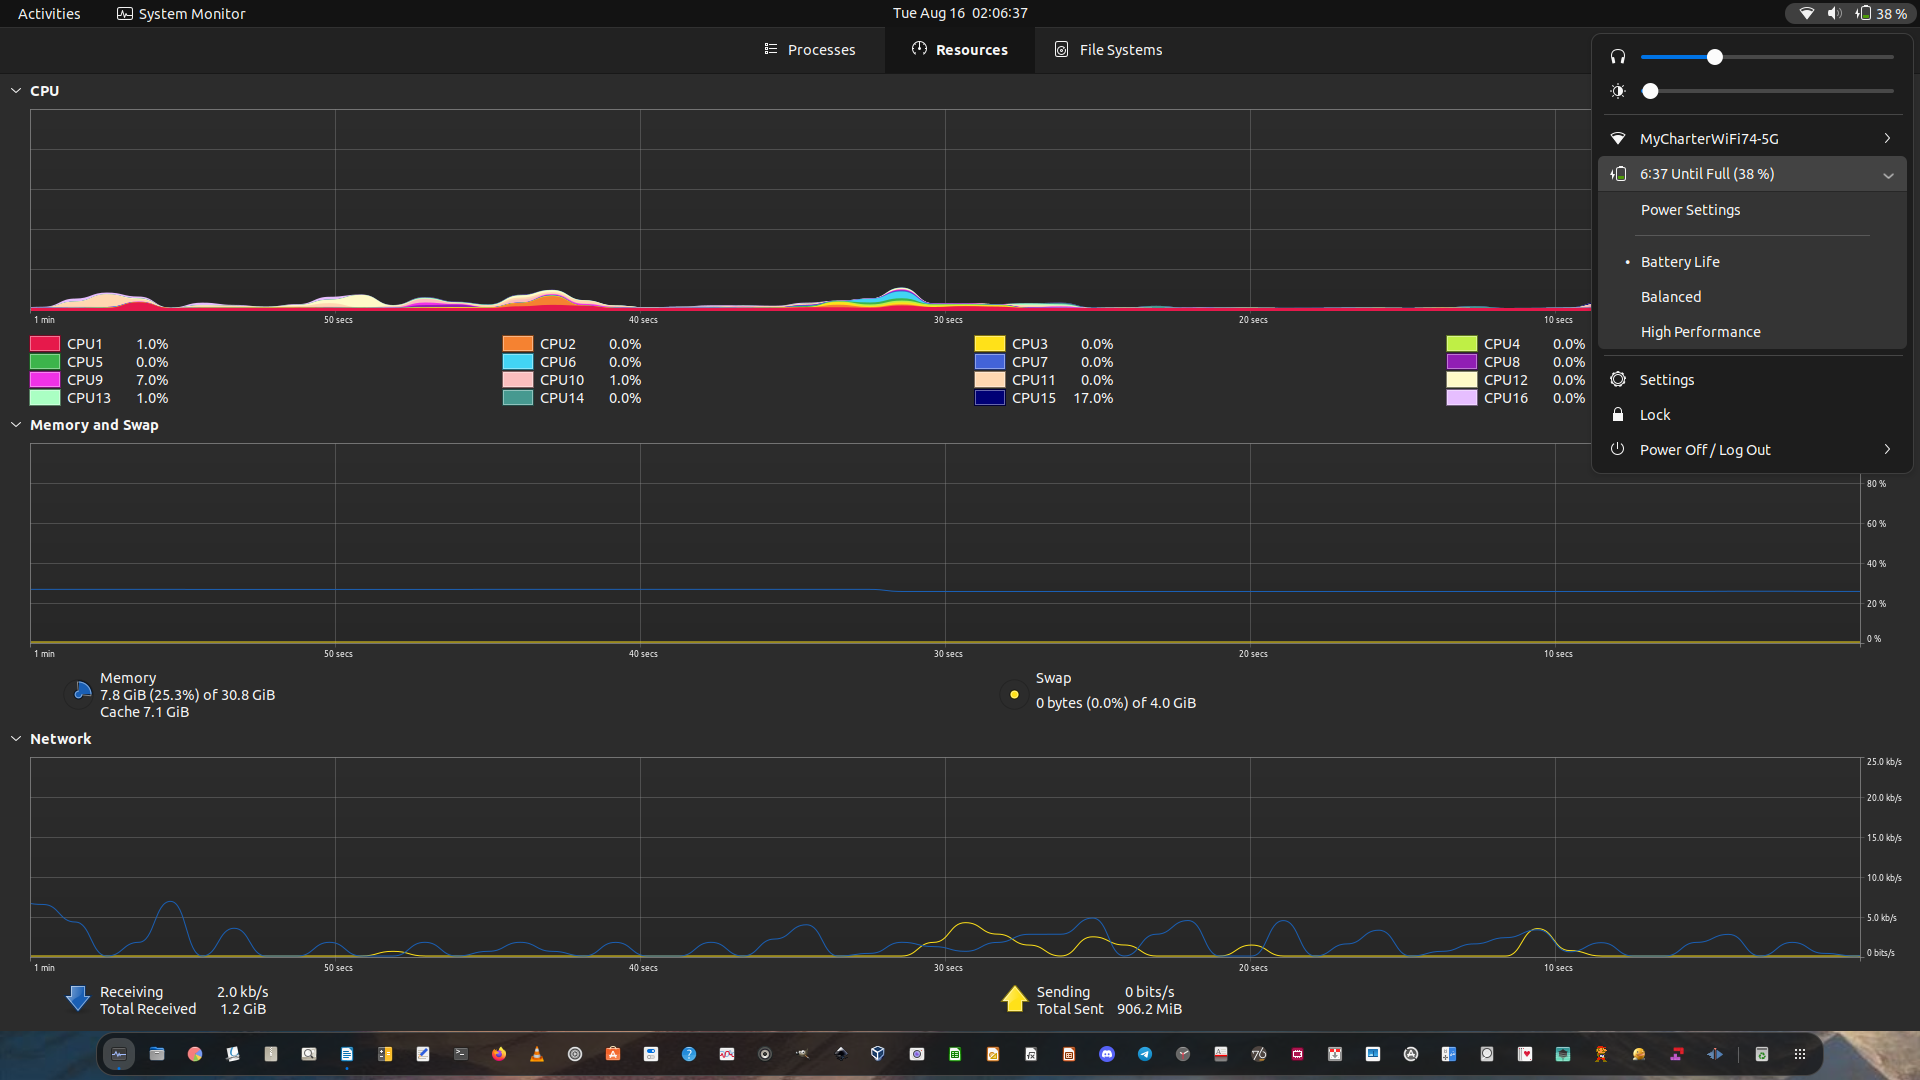 Activities
System Monitor
Tue Aug 16 02:06:37
38 %
Processes
Resources
File Systems
CPU
1 min 50 secs 40 secs 30 secs 20 secs 10 secs
CPU1 1.0% CPU2 0.0% CPU3 0.0% CPU4 0.0%
CPU5 0.0% CPU6 0.0% CPU7 0.0% CPU8 0.0%
CPU9 7.0% CPU10 1.0% CPU11 0.0% CPU12 0.0%
CPU13 1.0% CPU14 0.0% CPU15 17.0% CPU16 0.0%
MyCharterWiFi74-5G
6:37 Until Full (38 %)
Power Settings
• Battery Life
Balanced
High Performance
Settings
Lock
Power Off / Log Out
Memory and Swap
80 %
60 %
40 %
20 %
0 %
1 min 50 secs 40 secs 30 secs 20 secs 10 secs
Memory
7.8 GiB (25.3%) of 30.8 GiB
Cache 7.1 GiB
Swap
0 bytes (0.0%) of 4.0 GiB
Network
25.0 kb/s
20.0 kb/s
15.0 kb/s
10.0 kb/s
5.0 kb/s
0 bits/s
1 min 50 secs 40 secs 30 secs 20 secs 10 secs
Receiving 2.0 kb/s
Total Received 1.2 GiB
Sending 0 bits/s
Total Sent 906.2 MiB
76